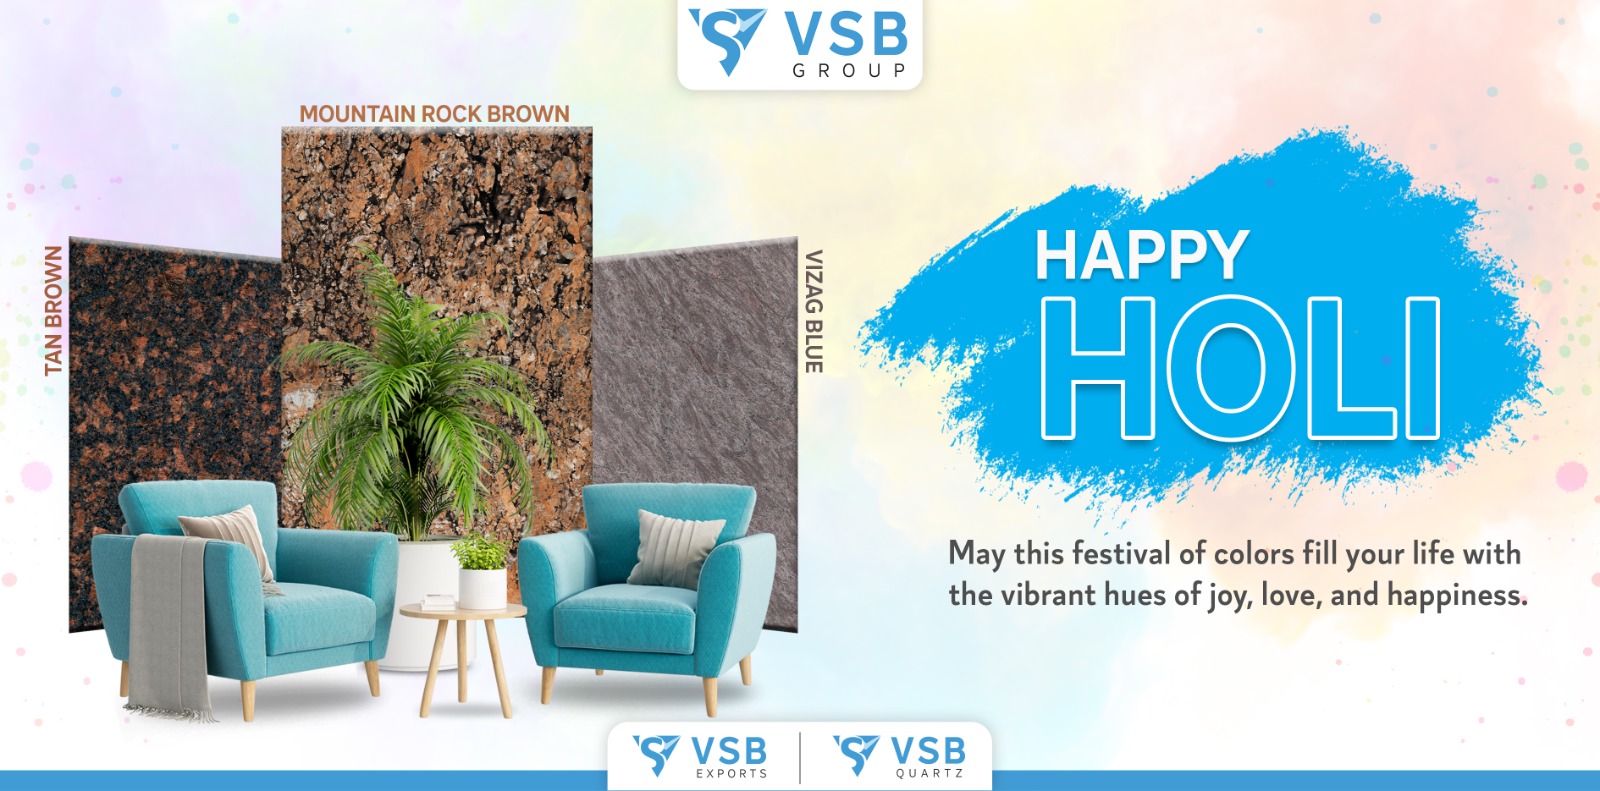 VSB
GROUP
MOUNTAIN ROCK BROWN
TAN BROWN
VIZAG BLUE
HAPPY
HOLI
May this festival of colors fill your life with
the vibrant hues of joy, love, and happiness.
VSB
EXPORTS
VSB
QUARTZ